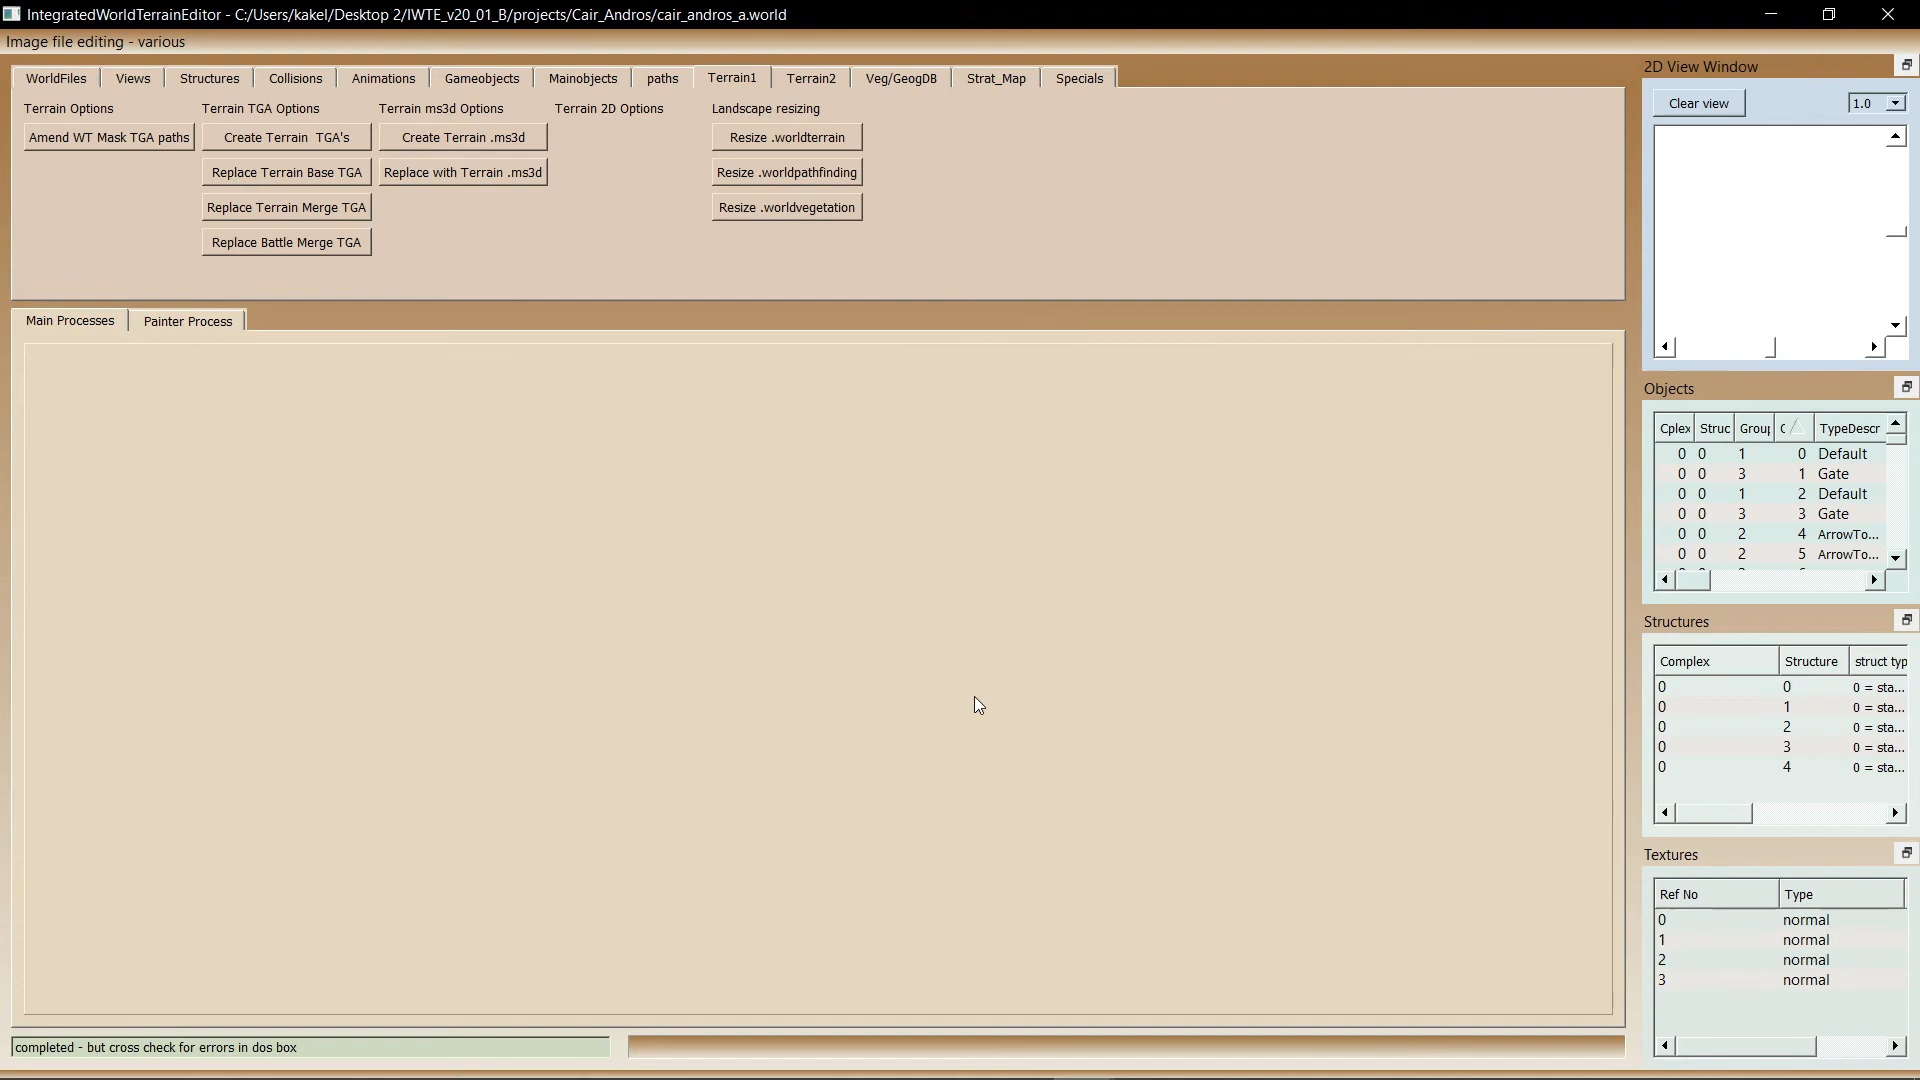 IntegratedWorldTerrainEditor - C:/Users/kakel/Desktop 2/IWTE_v20_01_B/projects/Cair_Andros/cair_andros_a.world
Image file editing - various
WorldFiles Views Structures Collisions Animations Gameobjects Mainobjects paths Terrain1 Terrain2 Veg/GeogDB Strat_Map Specials
Terrain Options Terrain TGA Options Terrain ms3d Options Terrain 2D Options Landscape resizing
Amend WT Mask TGA paths Create Terrain TGA's Create Terrain .ms3d Resize .worldterrain
Replace Terrain Base TGA Replace with Terrain .ms3d Resize .worldpathfinding
Replace Terrain Merge TGA Resize .worldvegetation
Replace Battle Merge TGA
Main Processes Painter Process
completed - but cross check for errors in dos box
2D View Window
Clear view 1.0
Objects
Cplex Struc Grou C TypeDescr
0 0 1 0 Default
0 0 3 1 Gate
0 0 1 2 Default
0 0 3 3 Gate
0 0 2 4 ArrowTo...
0 0 2 5 ArrowTo...
Structures
Complex Structure struct typ
0 0 0 = sta...
0 1 0 = sta...
0 2 0 = sta...
0 3 0 = sta...
0 4 0 = sta...
Textures
Ref No Type
0 normal
1 normal
2 normal
3 normal